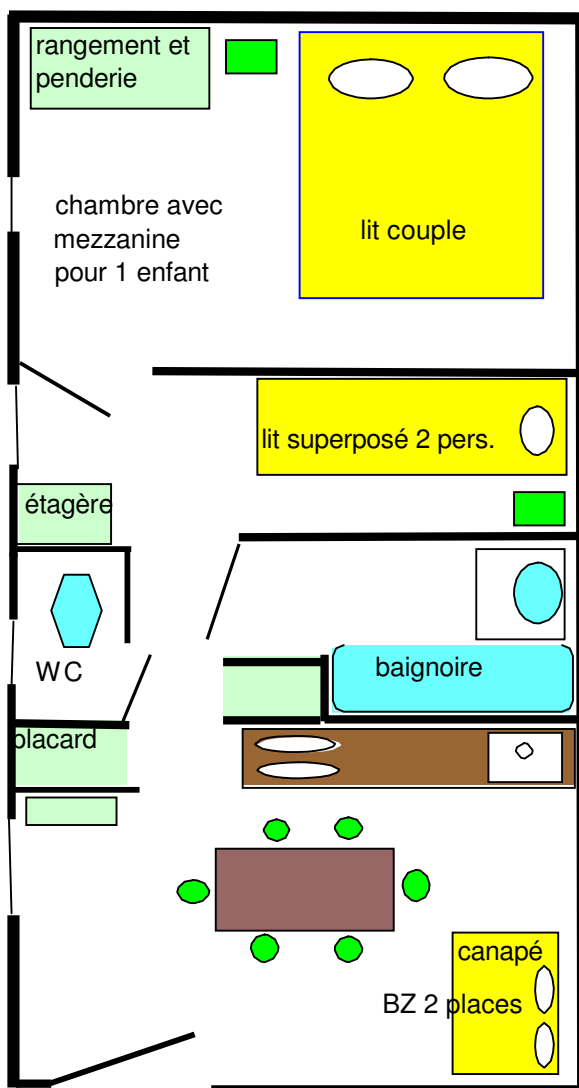 rangement et
penderie
chambre avec
mezzanine
pour 1 enfant
lit couple
lit superposé 2 pers.
étagère
WC
baignoire
placard
canapé
BZ 2 places